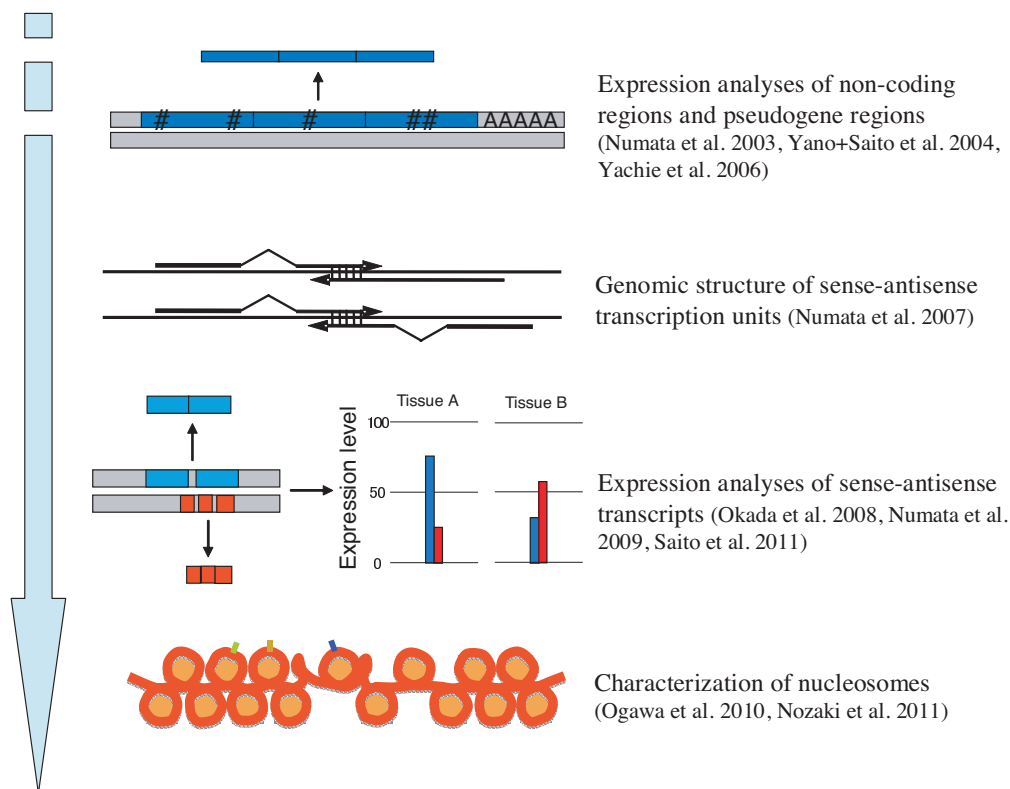 # # # ## AAAAA
Expression analyses of non-coding
regions and pseudogene regions
(Numata et al. 2003, Yano+Saito et al. 2004,
Yachie et al. 2006)
Genomic structure of sense-antisense
transcription units (Numata et al. 2007)
Tissue A
Tissue B
Expression level
100
50
0
Expression analyses of sense-antisense
transcripts (Okada et al. 2008, Numata et al.
2009, Saito et al. 2011)
Characterization of nucleosomes
(Ogawa et al. 2010, Nozaki et al. 2011)